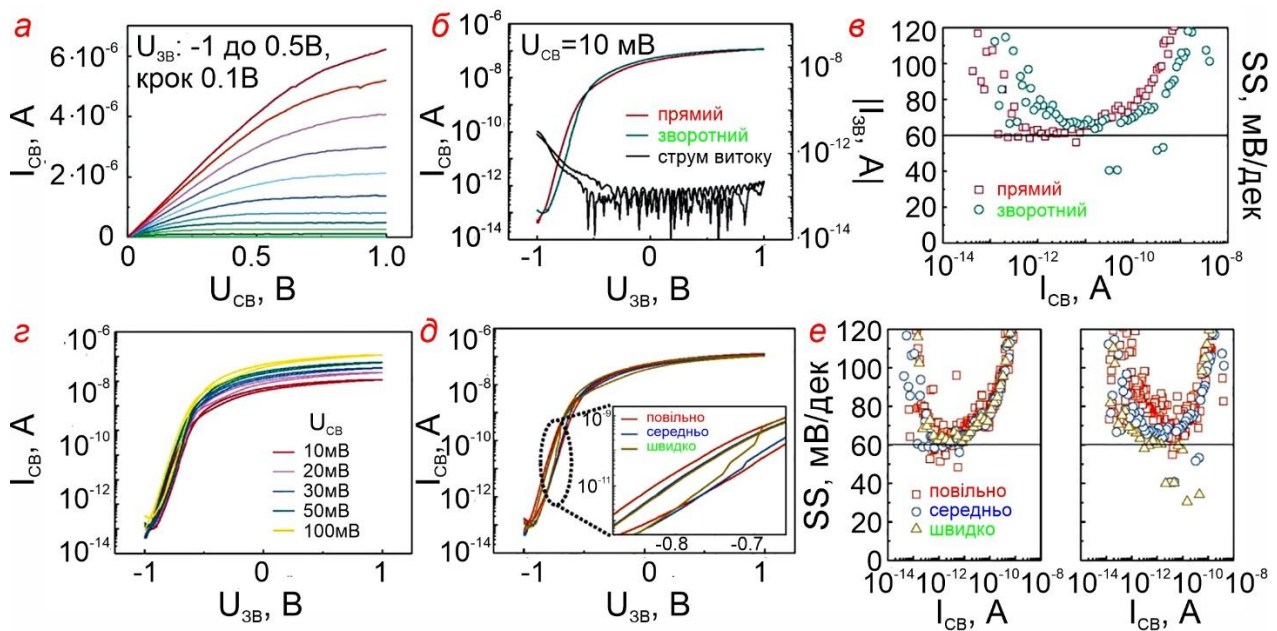 а
U_ЗВ: -1 до 0.5В,
крок 0.1В
I_СВ, А
6·10⁻⁶
4·10⁻⁶
2·10⁻⁶
0
0 0.5 1.0
U_СВ, В
б
U_СВ=10 мВ
I_СВ, А
10⁻⁶
10⁻⁸
10⁻¹⁰
10⁻¹²
10⁻¹⁴
прямий
зворотний
струм витоку
10⁻⁸
10⁻¹²
10⁻¹⁴
|I_ЗВ, А|
-1 0 1
U_ЗВ, В
в
120
100
80
60
40
20
0
прямий
зворотний
SS, мВ/дек
10⁻¹⁴ 10⁻¹² 10⁻¹⁰ 10⁻⁸
I_СВ, А
г
I_СВ, А
10⁻⁶
10⁻⁸
10⁻¹⁰
10⁻¹²
10⁻¹⁴
U_СВ
10мВ
20мВ
30мВ
50мВ
100мВ
-1 0 1
U_ЗВ, В
д
I_СВ, А
10⁻⁶
10⁻⁸
10⁻¹⁰
10⁻¹²
10⁻¹⁴
10⁻⁹
10⁻¹¹
повільно
середньо
швидко
-0.8 -0.7
-1 0 1
U_ЗВ, В
е
SS, мВ/дек
120
100
80
60
40
20
0
повільно
середньо
швидко
10⁻¹⁴ 10⁻¹² 10⁻¹⁰ 10⁻⁸
I_СВ, А
120
100
80
60
40
20
0
10⁻¹⁴ 10⁻¹² 10⁻¹⁰ 10⁻⁸
I_СВ, А